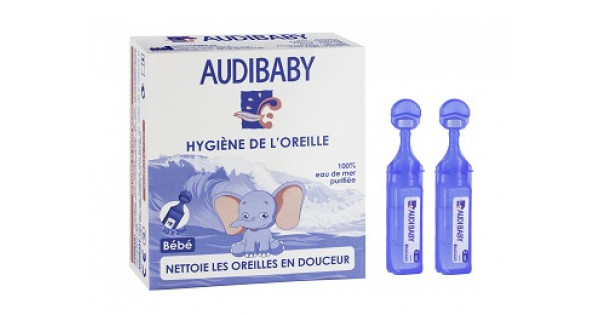 AUDIBABY
HYGIÈNE DE L'OREILLE
100%
eau de mer
purifiée
Bébé
NETTOIE LES OREILLES EN DOUCEUR
AUDIBABY
AUDIBABY